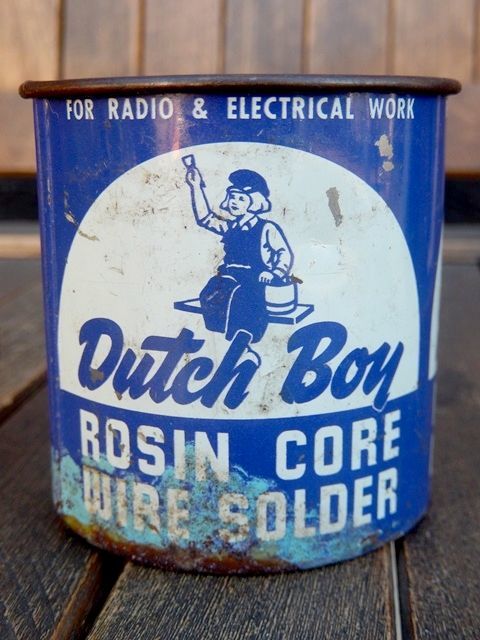 FOR RADIO & ELECTRICAL WORK
Dutch Boy
ROSIN CORE
WIRE SOLDER